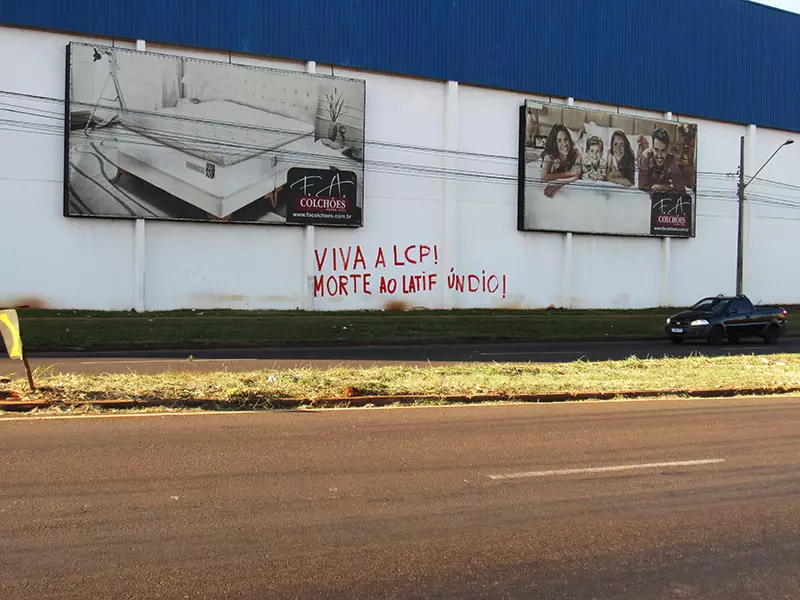 F.A
COLCHÕES
www.facolchoes.com.br
F.A
COLCHÕES
VIVA A LCP!
MORTE AO LATIF ÚNDIO!